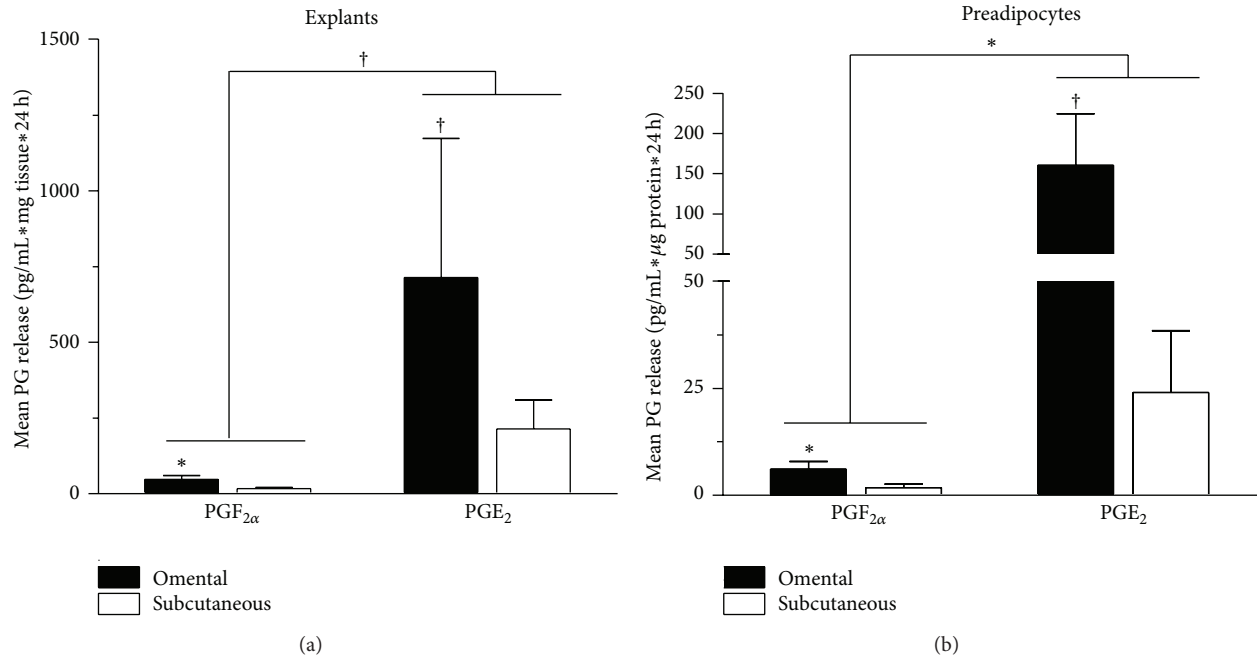 Explants
Mean PG release (pg/mL∗mg tissue∗24 h)
1500
1000
500
0
†
†
*
PGF2α
PGE2
Omental
Subcutaneous
(a)
Preadipocytes
Mean PG release (pg/mL∗μg protein∗24 h)
250
200
150
100
50
50
25
0
*
†
*
PGF2α
PGE2
Omental
Subcutaneous
(b)